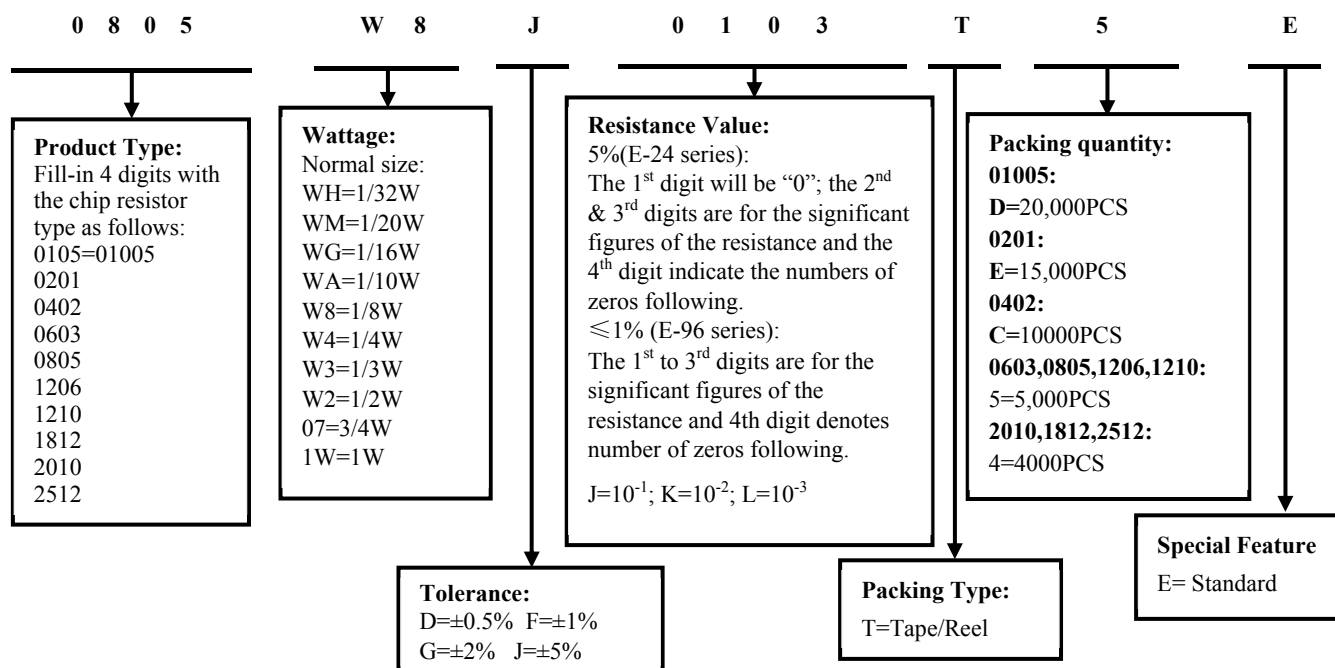 0 8 0 5 W 8 J 0 1 0 3 T 5 E
Product Type:
Fill-in 4 digits with
the chip resistor
type as follows:
0105=01005
0201
0402
0603
0805
1206
1210
1812
2010
2512
Wattage:
Normal size:
WH=1/32W
WM=1/20W
WG=1/16W
WA=1/10W
W8=1/8W
W4=1/4W
W3=1/3W
W2=1/2W
07=3/4W
1W=1W
Resistance Value:
5%(E-24 series):
The 1st digit will be “0”; the 2nd
& 3rd digits are for the significant
figures of the resistance and the
4th digit indicate the numbers of
zeros following.
≤1% (E-96 series):
The 1st to 3rd digits are for the
significant figures of the
resistance and 4th digit denotes
number of zeros following.
J=10-1; K=10-2; L=10-3
Packing quantity:
01005:
D=20,000PCS
0201:
E=15,000PCS
0402:
C=10000PCS
0603,0805,1206,1210:
5=5,000PCS
2010,1812,2512:
4=4000PCS
Tolerance:
D=±0.5% F=±1%
G=±2% J=±5%
Packing Type:
T=Tape/Reel
Special Feature
E= Standard